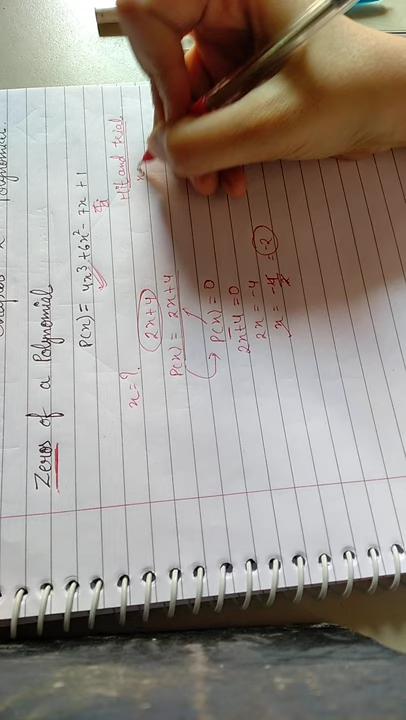 Polynomial.
Zeros of a Polynomial
P(x) = 4x3 + 6x² - 7x + 1
x = ?
Hit and trial
(2x+4)
P(x) = 2x+4
→ P(x) = 0
2x+4 = 0
2x = -4
x = -4/2 = -2